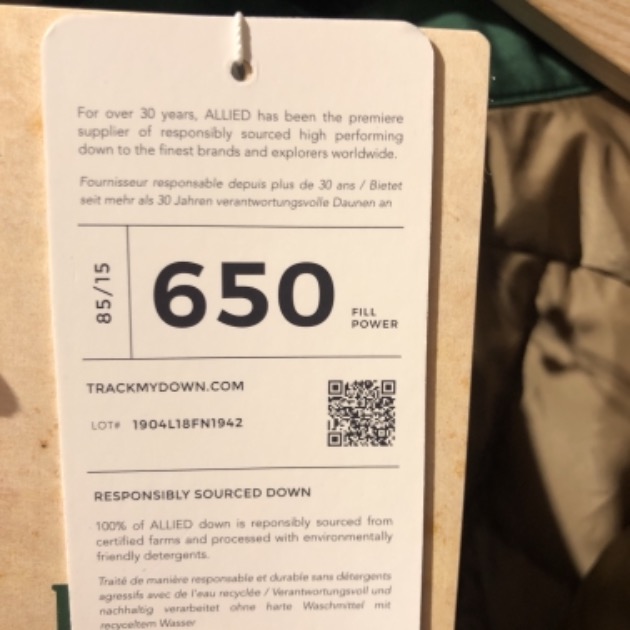 For over 30 years, ALLIED has been the premiere
supplier of responsibly sourced high performing
down to the finest brands and explorers worldwide.
Fournisseur responsable depuis plus de 30 ans / Bietet
seit mehr als 30 Jahren verantwortungsvolle Daunen an
85/15
650
FILL
POWER
TRACKMYDOWN.COM
LOT# 1904L18FN1942
RESPONSIBLY SOURCED DOWN
100% of ALLIED down is reponsibly sourced from
certified farms and processed with environmentally
friendly detergents.
Traité de manière responsable et durable sans détergents
agressifs avec de l'eau recyclée / Verantwortungsvoll und
nachhaltig verarbeitet ohne harte Waschmittel mit
recyceltem Wasser